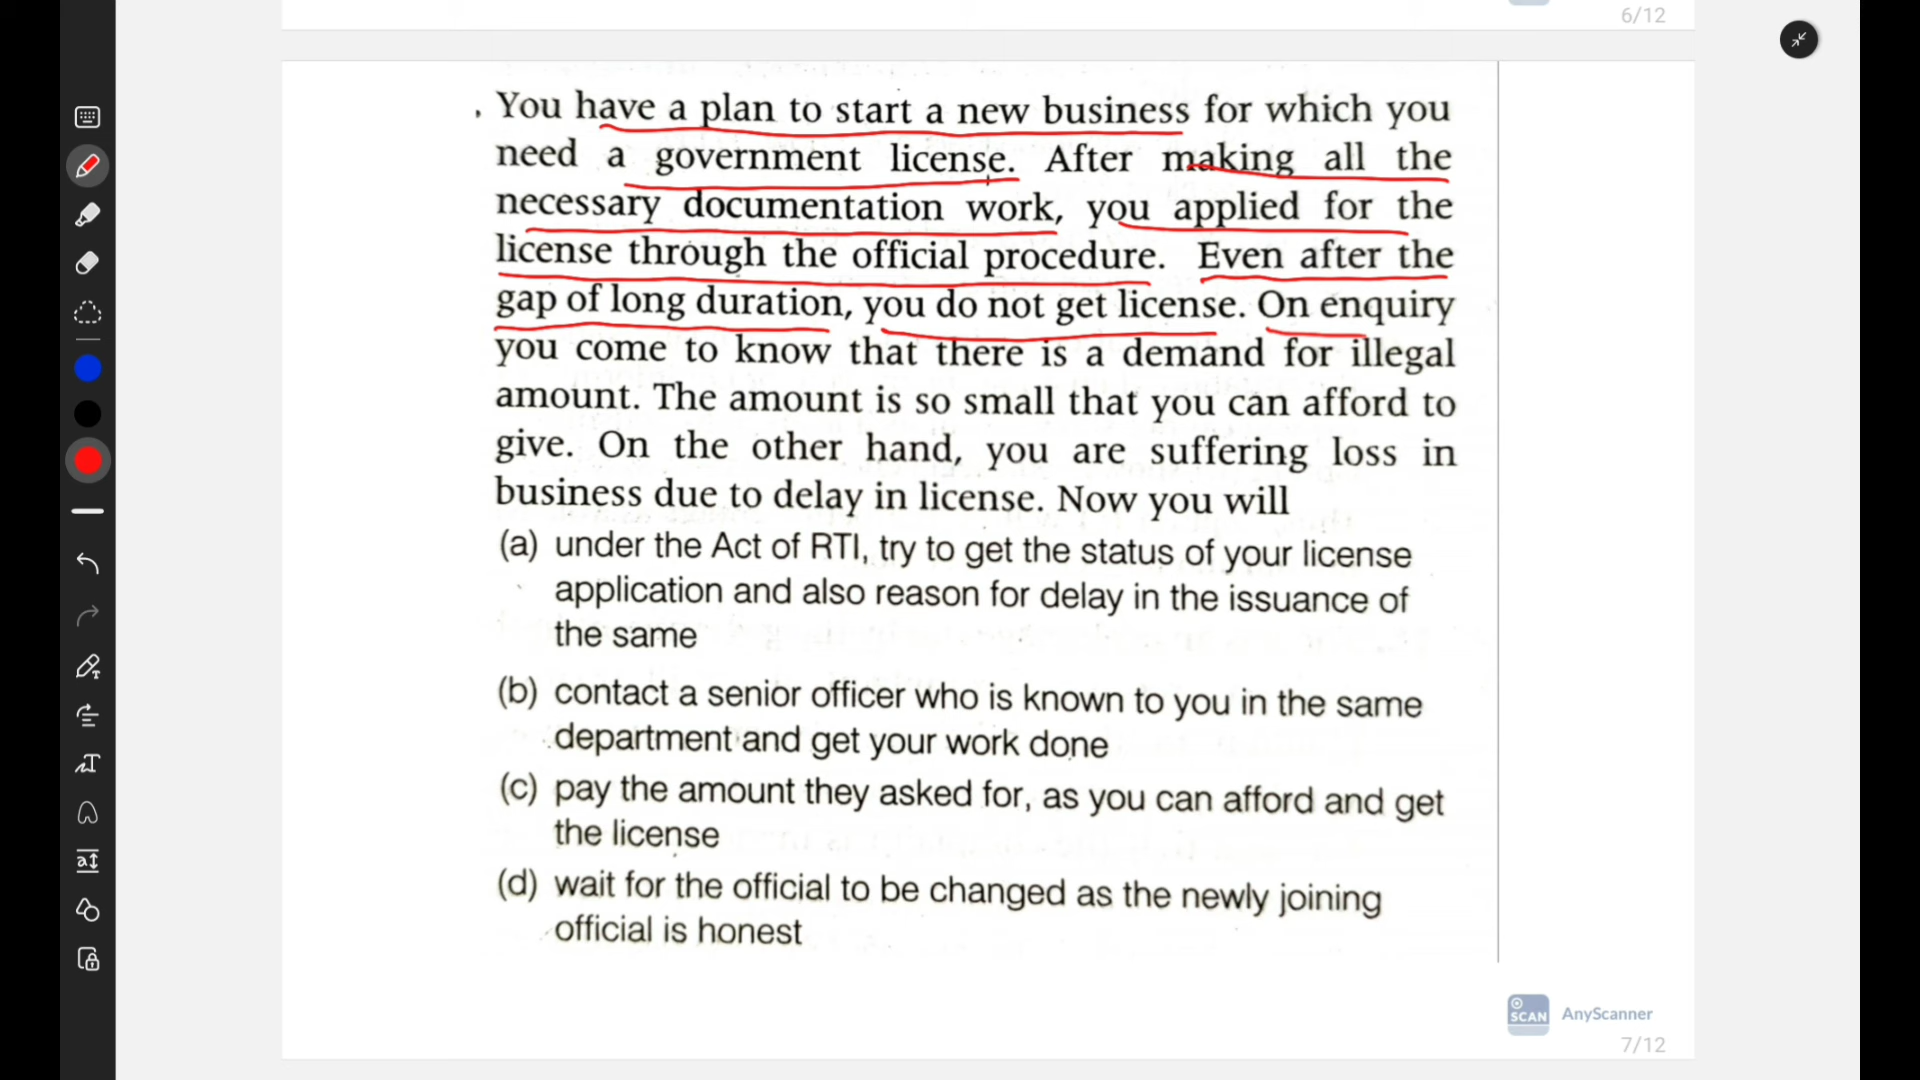 6/12
You have a plan to start a new business for which you
need a government license. After making all the
necessary documentation work, you applied for the
license through the official procedure. Even after the
gap of long duration, you do not get license. On enquiry
you come to know that there is a demand for illegal
amount. The amount is so small that you can afford to
give. On the other hand, you are suffering loss in
business due to delay in license. Now you will
(a) under the Act of RTI, try to get the status of your license
application and also reason for delay in the issuance of
the same
(b) contact a senior officer who is known to you in the same
department and get your work done
(c) pay the amount they asked for, as you can afford and get
the license
(d) wait for the official to be changed as the newly joining
official is honest
SCAN AnyScanner
7/12